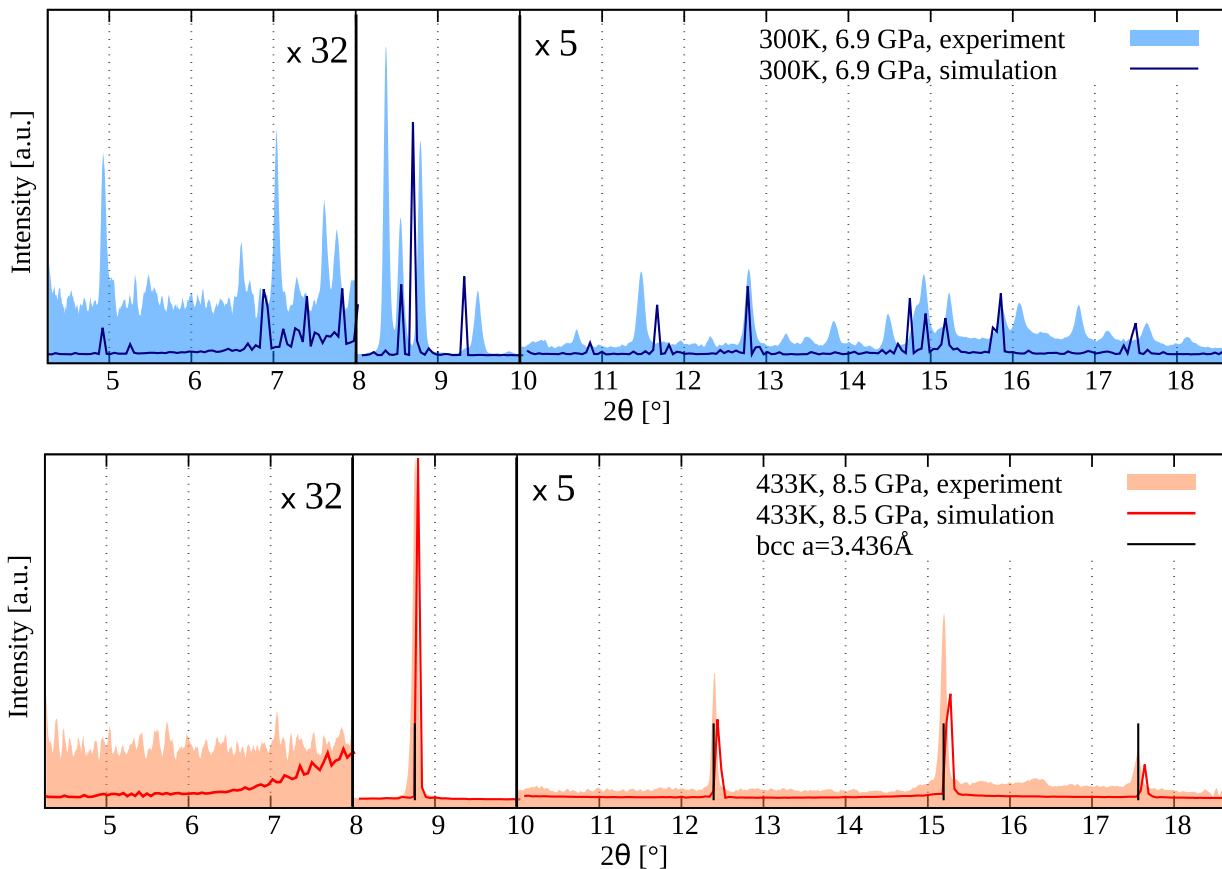 x 32
x 5
300K, 6.9 GPa, experiment
300K, 6.9 GPa, simulation
Intensity [a.u.]
5 6 7 8 9 10 11 12 13 14 15 16 17 18
2θ [°]
x 32
x 5
433K, 8.5 GPa, experiment
433K, 8.5 GPa, simulation
bcc a=3.436Å
Intensity [a.u.]
5 6 7 8 9 10 11 12 13 14 15 16 17 18
2θ [°]